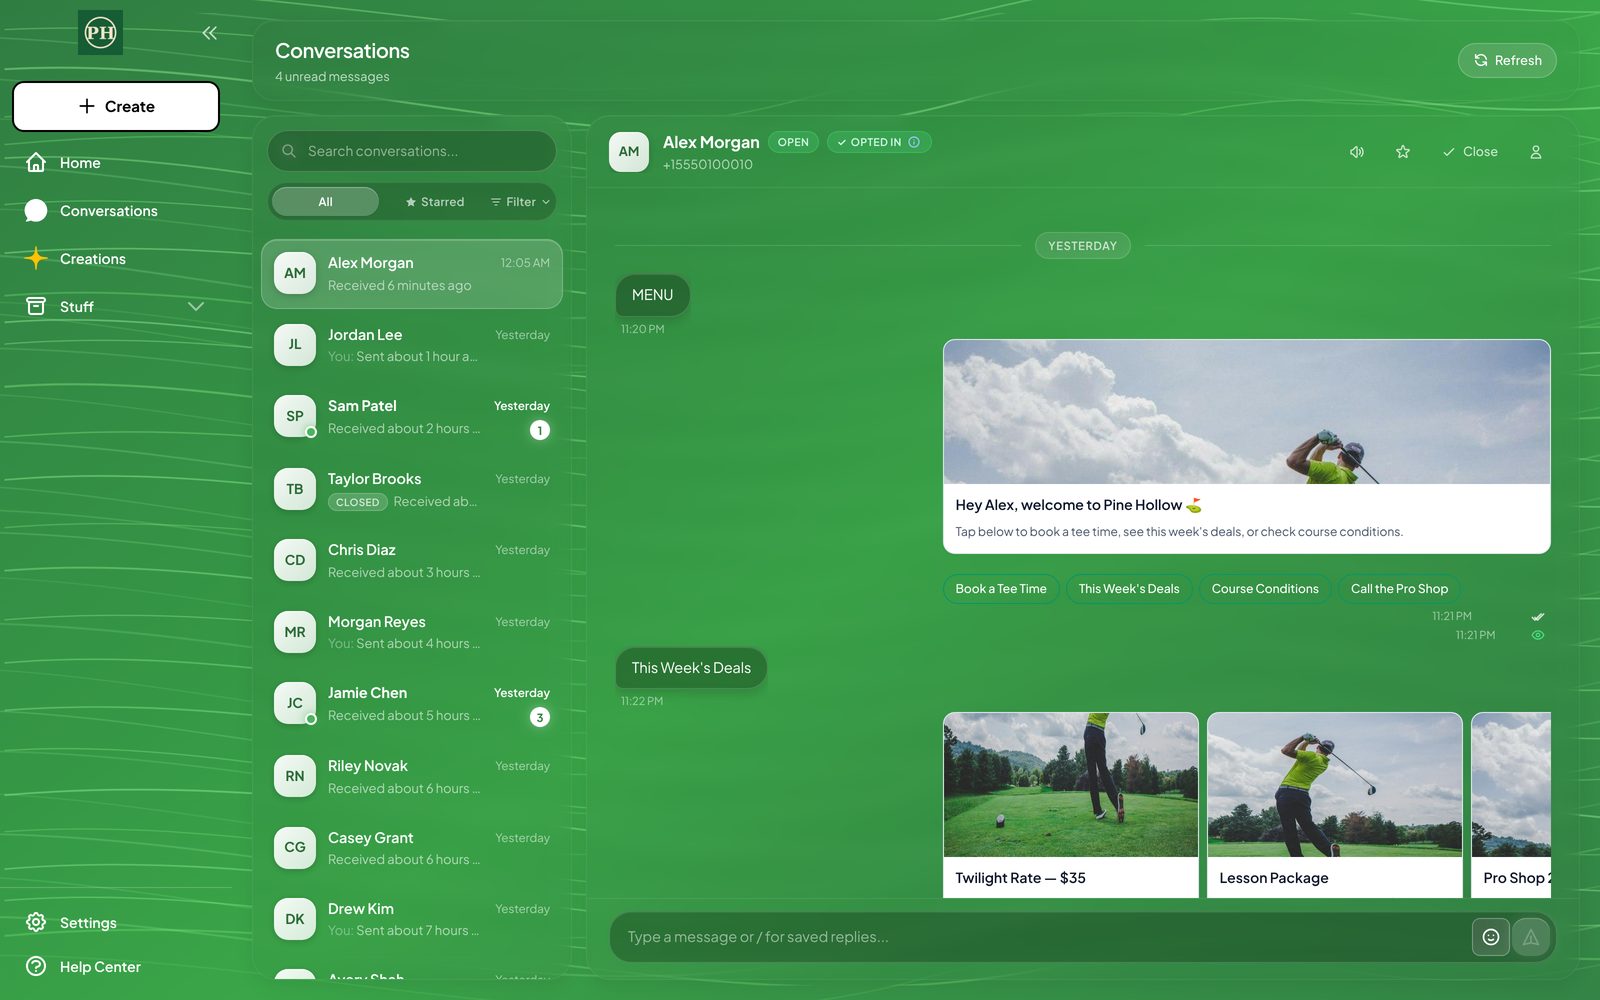 PH
Create
Home
Conversations
Creations
Stuff
Settings
Help Center
Conversations
4 unread messages
Refresh
Search conversations...
All
Starred
Filter
AM
Alex Morgan
12:05 AM
Received 6 minutes ago
JL
Jordan Lee
Yesterday
You: Sent about 1 hour a...
SP
Sam Patel
Yesterday
Received about 2 hours ...
1
TB
Taylor Brooks
Yesterday
CLOSED
Received ab...
CD
Chris Diaz
Yesterday
Received about 3 hours ...
MR
Morgan Reyes
Yesterday
You: Sent about 4 hours ...
JC
Jamie Chen
Yesterday
Received about 5 hours ...
3
RN
Riley Novak
Yesterday
Received about 6 hours ...
CG
Casey Grant
Yesterday
Received about 6 hours ...
DK
Drew Kim
Yesterday
You: Sent about 7 hours ...
Avery Shah
Yesterday
AM
Alex Morgan
OPEN
OPTED IN
+15550100010
Close
YESTERDAY
MENU
11:20 PM
Hey Alex, welcome to Pine Hollow
Tap below to book a tee time, see this week's deals, or check course conditions.
Book a Tee Time
This Week's Deals
Course Conditions
Call the Pro Shop
11:21 PM
11:21 PM
This Week's Deals
11:22 PM
Twilight Rate — $35
Lesson Package
Pro Shop
Type a message or / for saved replies...